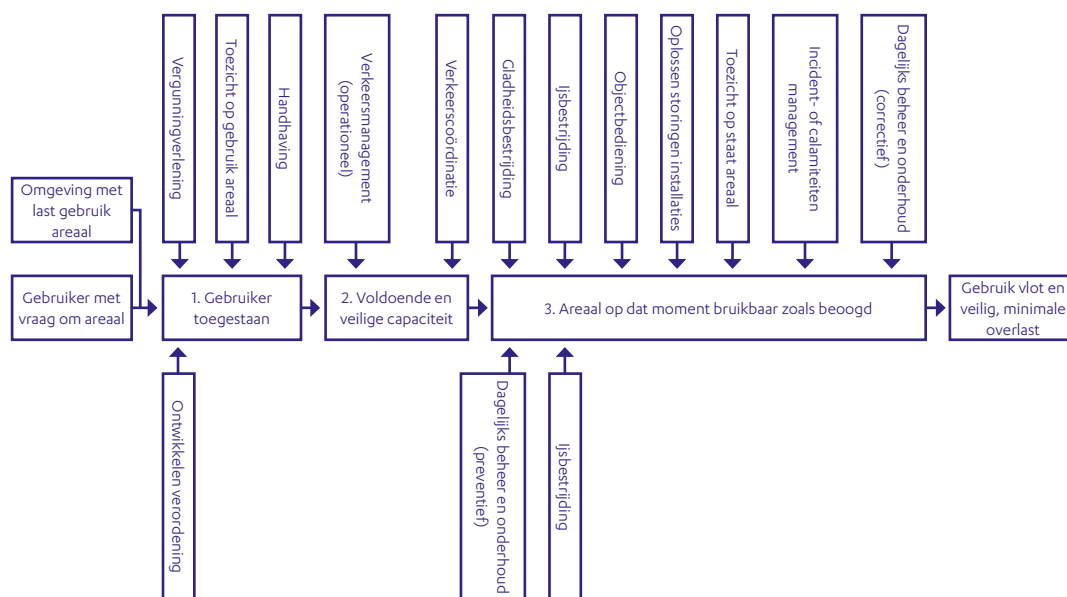 Vergunningverlening
Toezicht op gebruik areaal
Handhaving
Verkeersmanagement
(operationeel)
Verkeerscoördinatie
Gladheidsbestrijding
Ijsbestrijding
Objectbediening
Oplossen storingen installaties
Toezicht op staat areaal
Incident- of calamiteiten
management
Dagelijks beheer en onderhoud
(correctief)
Omgeving met
last gebruik
areaal
Gebruiker met
vraag om areaal
1. Gebruiker
toegestaan
2. Voldoende en
veilige capaciteit
3. Areaal op dat moment bruikbaar zoals beoogd
Gebruik vlot en
veilig, minimale
overlast
Ontwikkelen verordening
Dagelijks beheer en onderhoud
(preventief)
Ijsbestrijding